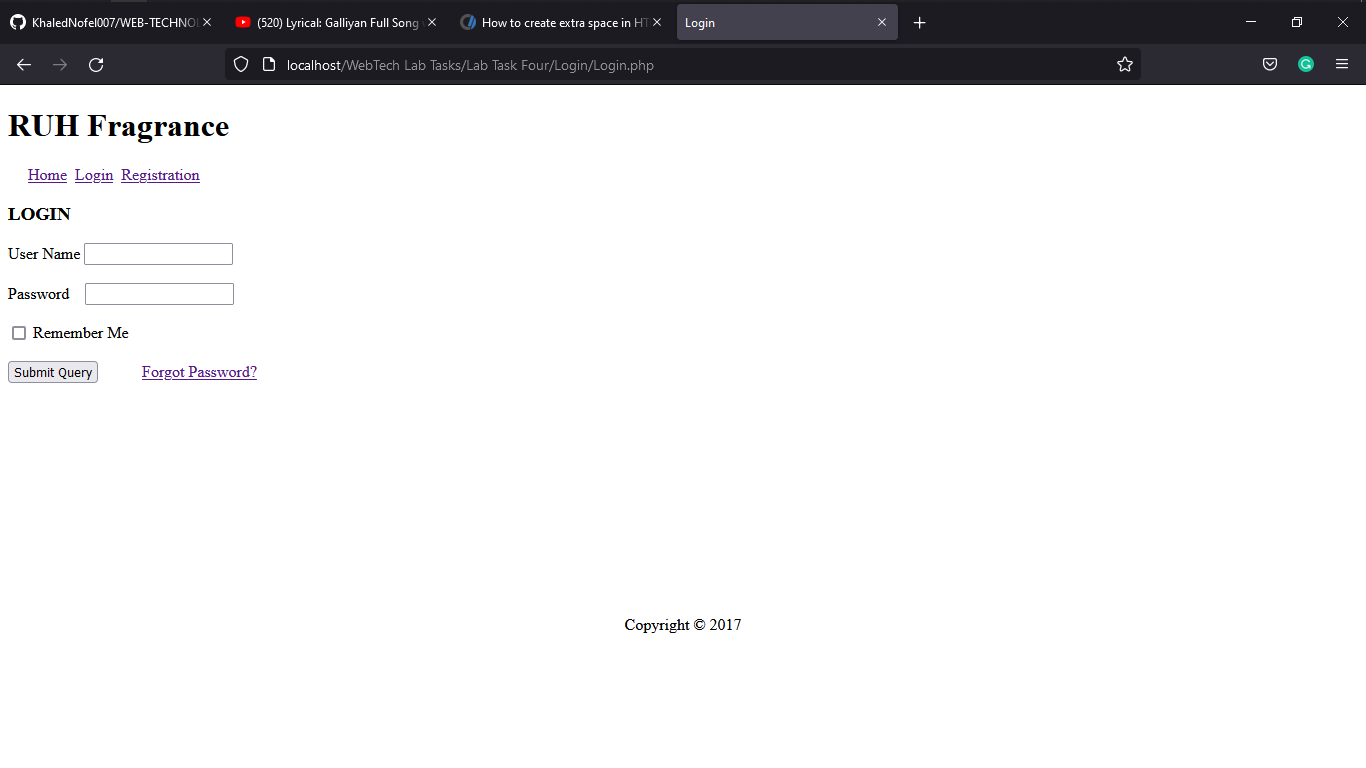 KhaledNofel007/WEB-TECHNOL
(520) Lyrical: Galliyan Full Song
How to create extra space in HT
Login
localhost/WebTech Lab Tasks/Lab Task Four/Login/Login.php
RUH Fragrance
Home Login Registration
LOGIN
User Name
Password
Remember Me
Submit Query Forgot Password?
Copyright © 2017